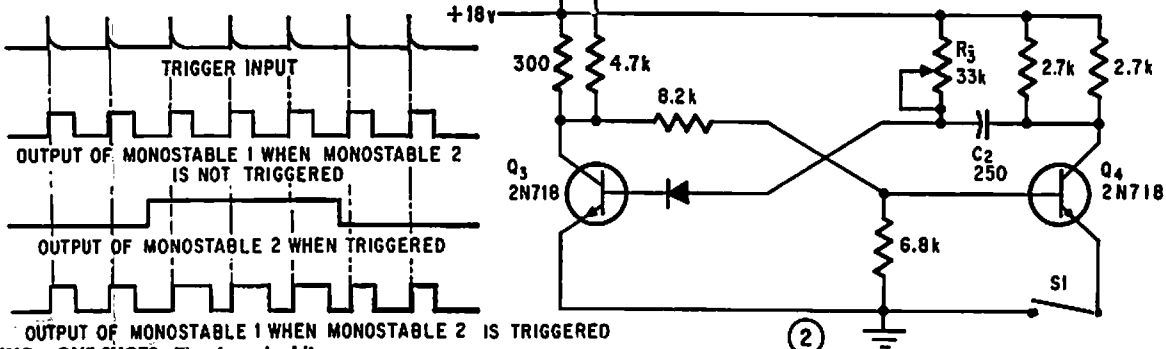 TRIGGER INPUT
OUTPUT OF MONOSTABLE 1 WHEN MONOSTABLE 2
IS NOT TRIGGERED
OUTPUT OF MONOSTABLE 2 WHEN TRIGGERED
OUTPUT OF MONOSTABLE 1 WHEN MONOSTABLE 2 IS TRIGGERED
+18v
300
4.7k
8.2k
R3
33k
2.7k
2.7k
C2
250
Q3
2N718
Q4
2N718
6.8k
S1
2